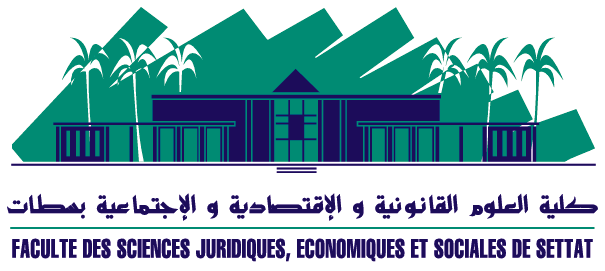 كلية العلوم القانونية و الإقتصادية و الإجتماعية بسطات
FACULTE DES SCIENCES JURIDIQUES, ECONOMIQUES ET SOCIALES DE SETTAT